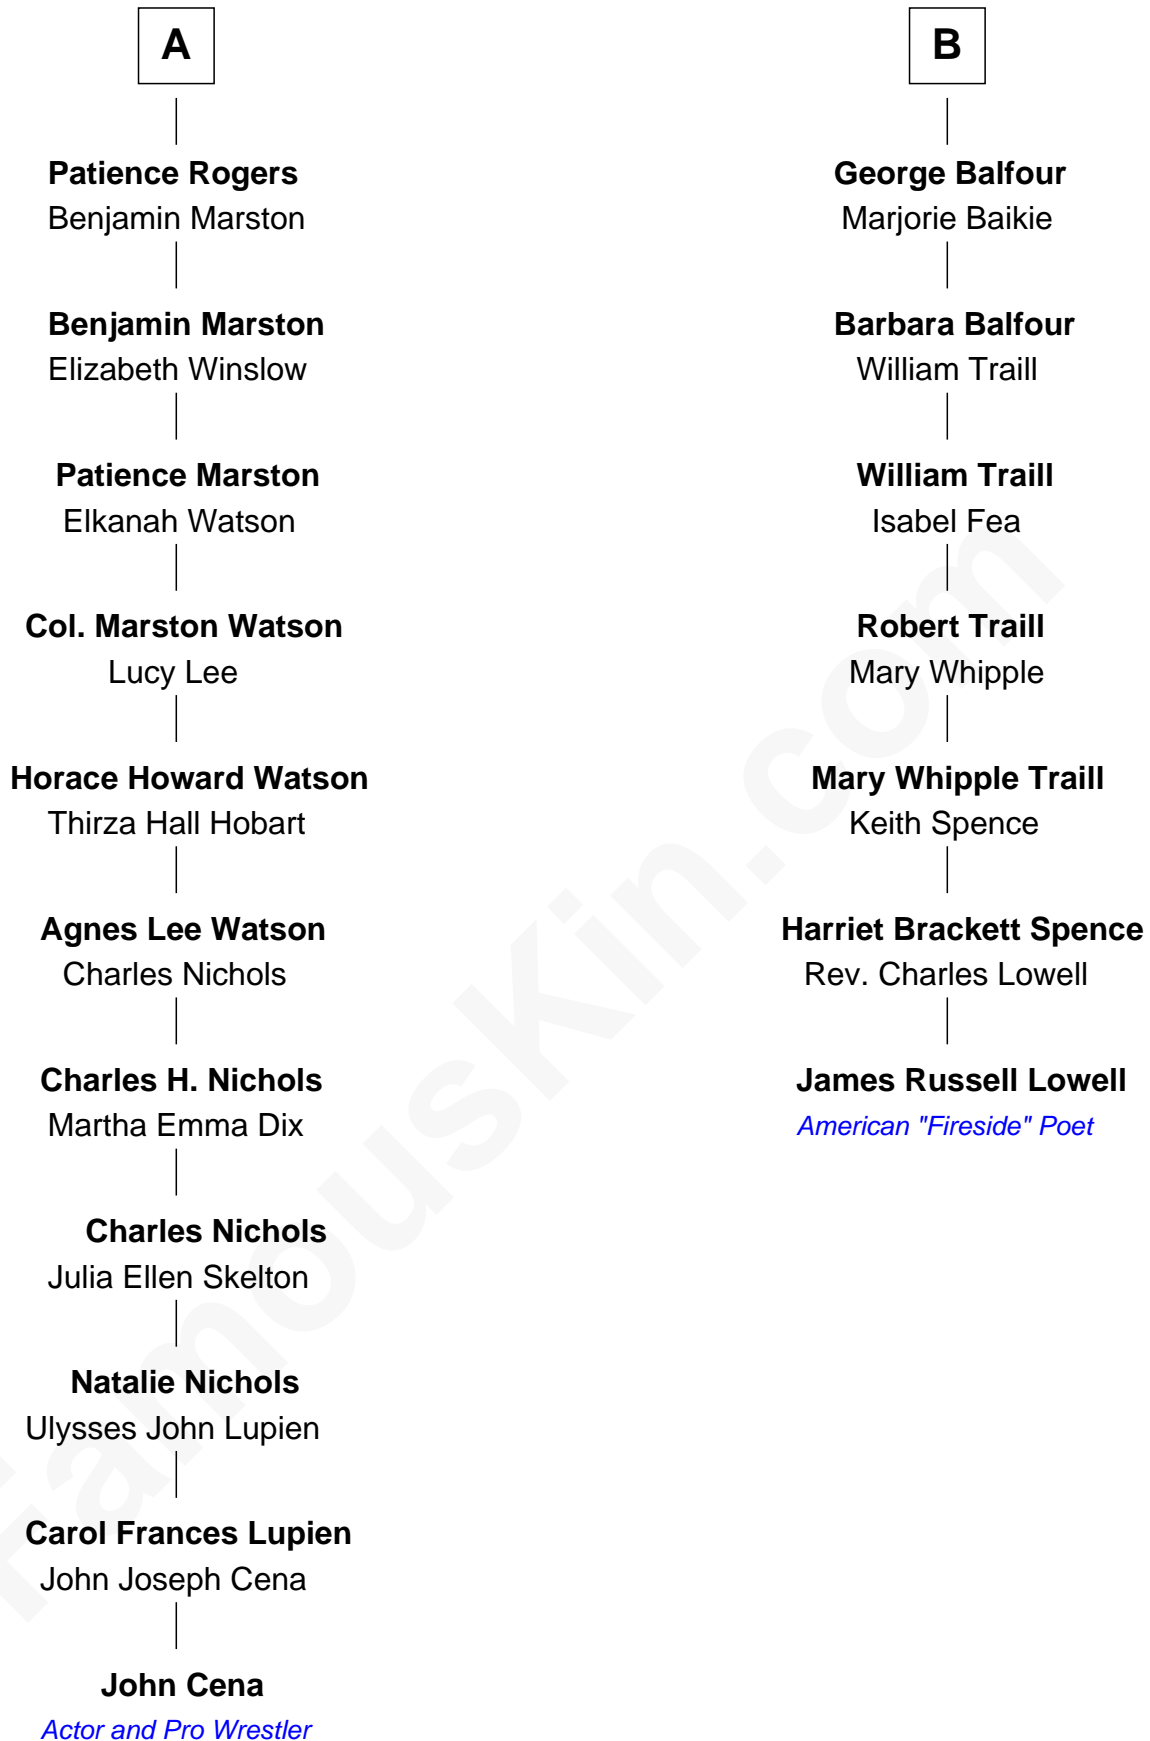 A
Patience Rogers
Benjamin Marston
Benjamin Marston
Elizabeth Winslow
Patience Marston
Elkanah Watson
Col. Marston Watson
Lucy Lee
Horace Howard Watson
Thirza Hall Hobart
Agnes Lee Watson
Charles Nichols
Charles H. Nichols
Martha Emma Dix
Charles Nichols
Julia Ellen Skelton
Natalie Nichols
Ulysses John Lupien
Carol Frances Lupien
John Joseph Cena
John Cena
Actor and Pro Wrestler
B
George Balfour
Marjorie Baikie
Barbara Balfour
William Traill
William Traill
Isabel Fea
Robert Traill
Mary Whipple
Mary Whipple Traill
Keith Spence
Harriet Brackett Spence
Rev. Charles Lowell
James Russell Lowell
American "Fireside" Poet
FamousKin.com